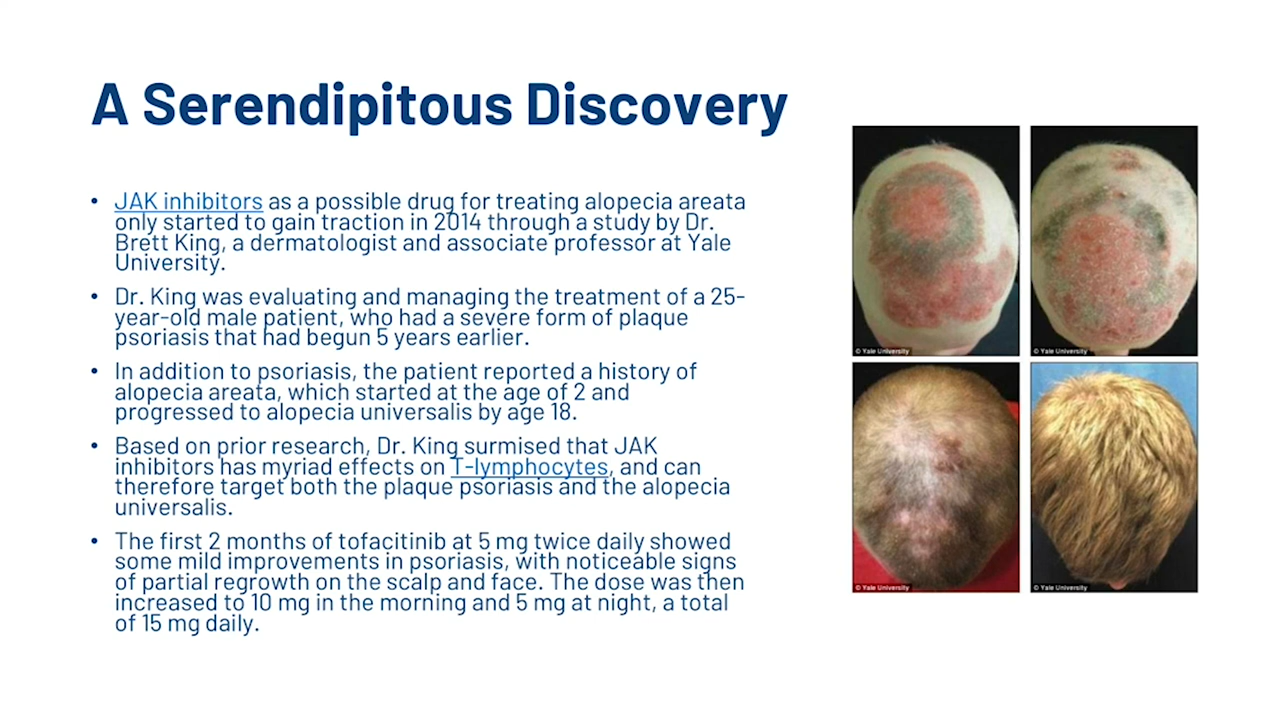 A Serendipitous Discovery
• JAK inhibitors as a possible drug for treating alopecia areata
only started to gain traction in 2014 through a study by Dr.
Brett King, a dermatologist and associate professor at Yale
University.
• Dr. King was evaluating and managing the treatment of a 25-
year-old male patient, who had a severe form of plaque
psoriasis that had begun 5 years earlier.
• In addition to psoriasis, the patient reported a history of
alopecia areata, which started at the age of 2 and
progressed to alopecia universalis by age 18.
• Based on prior research, Dr. King surmised that JAK
inhibitors has myriad effects on T-lymphocytes, and can
therefore target both the plaque psoriasis and the alopecia
universalis.
• The first 2 months of tofacitinib at 5 mg twice daily showed
some mild improvements in psoriasis, with noticeable signs
of partial regrowth on the scalp and face. The dose was then
increased to 10 mg in the morning and 5 mg at night, a total
of 15 mg daily.
© Yale University
© Yale University
© Yale University
© Yale University